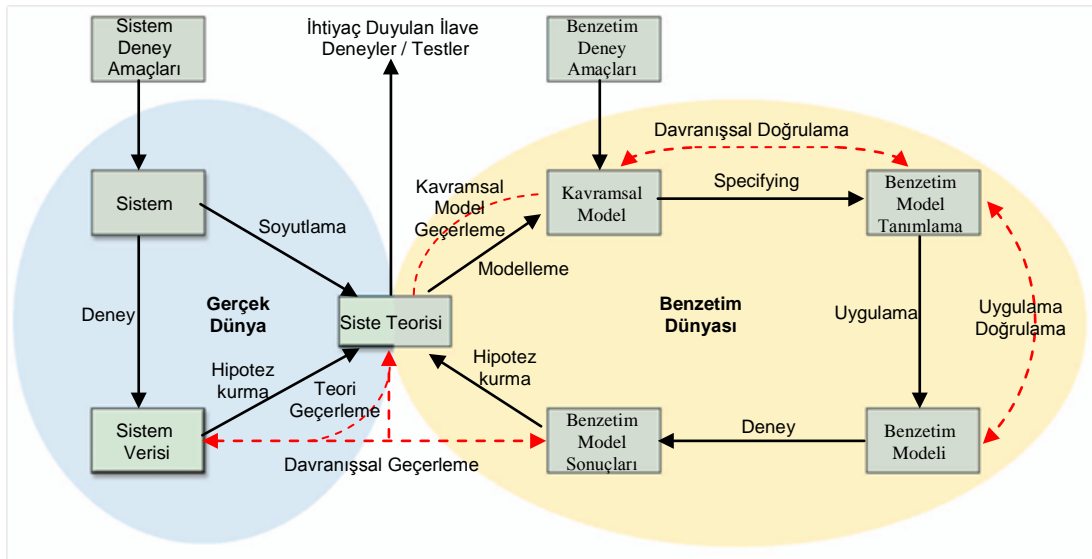 Sistem
Deney
Amaçları
İhtiyaç Duyulan İlave
Deneyler / Testler
Benzetim
Deney
Amaçları
Davranışsal Doğrulama
Sistem
Soyutlama
Kavramsal
Model
Geçerleme
Kavramsal
Model
Specifying
Benzetim
Model
Tanımlama
Modelleme
Deney
Gerçek
Dünya
Siste Teorisi
Benzetim
Dünyası
Uygulama
Uygulama
Doğrulama
Hipotez
kurma
Teori
Geçerleme
Hipotez
kurma
Sistem
Verisi
Davranışsal Geçerleme
Benzetim
Model
Sonuçları
Deney
Benzetim
Modeli